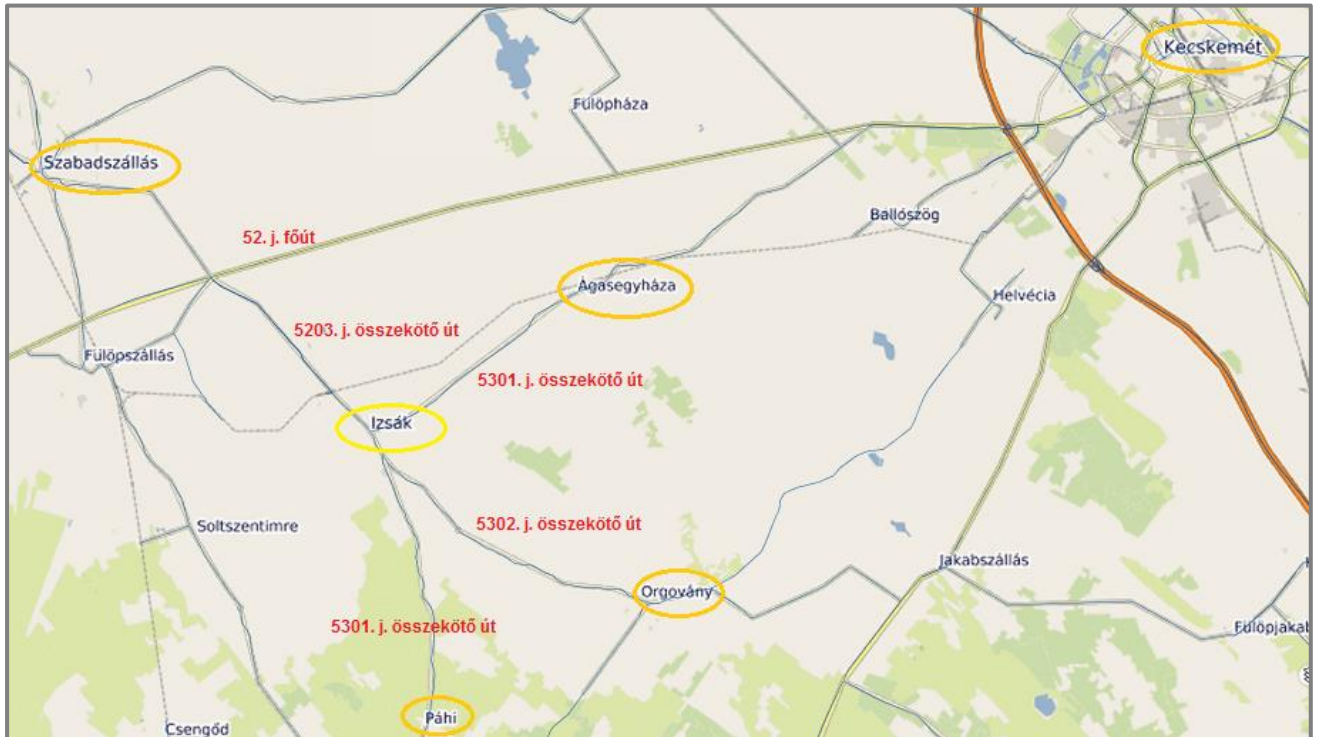 Kecskemét
Fülöpháza
Szabadszállás
Ballószög
52. j. főút
Ágasegyháza
Helvécia
5203. j. összekötő út
Fülöpszállás
5301. j. összekötő út
Izsák
Soltszentimre
5302. j. összekötő út
Jakabszállás
Orgovány
5301. j. összekötő út
Fülöpjakab
Páhi
Csengőd